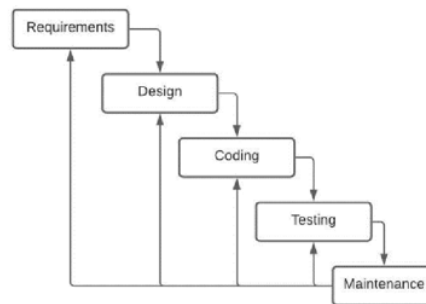 Requirements
Design
Coding
Testing
Maintenance